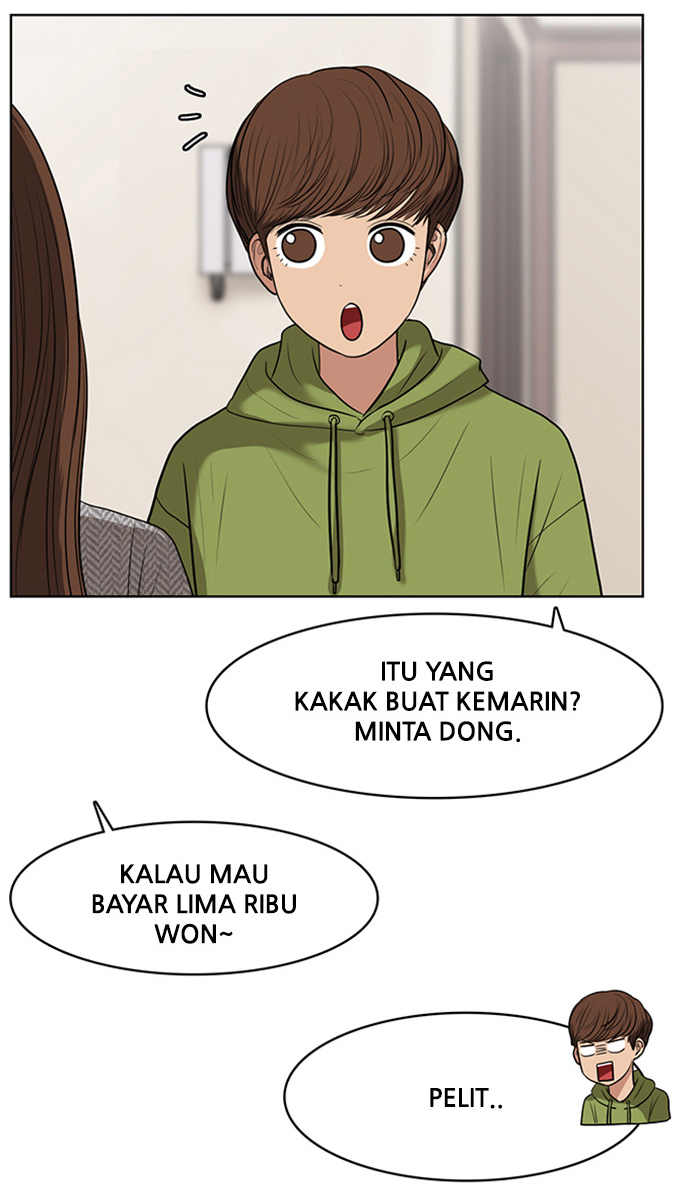 ITU YANG
KAKAK BUAT KEMARIN?
MINTA DONG.
KALAU MAU
BAYAR LIMA RIBU
WON~
PELIT..